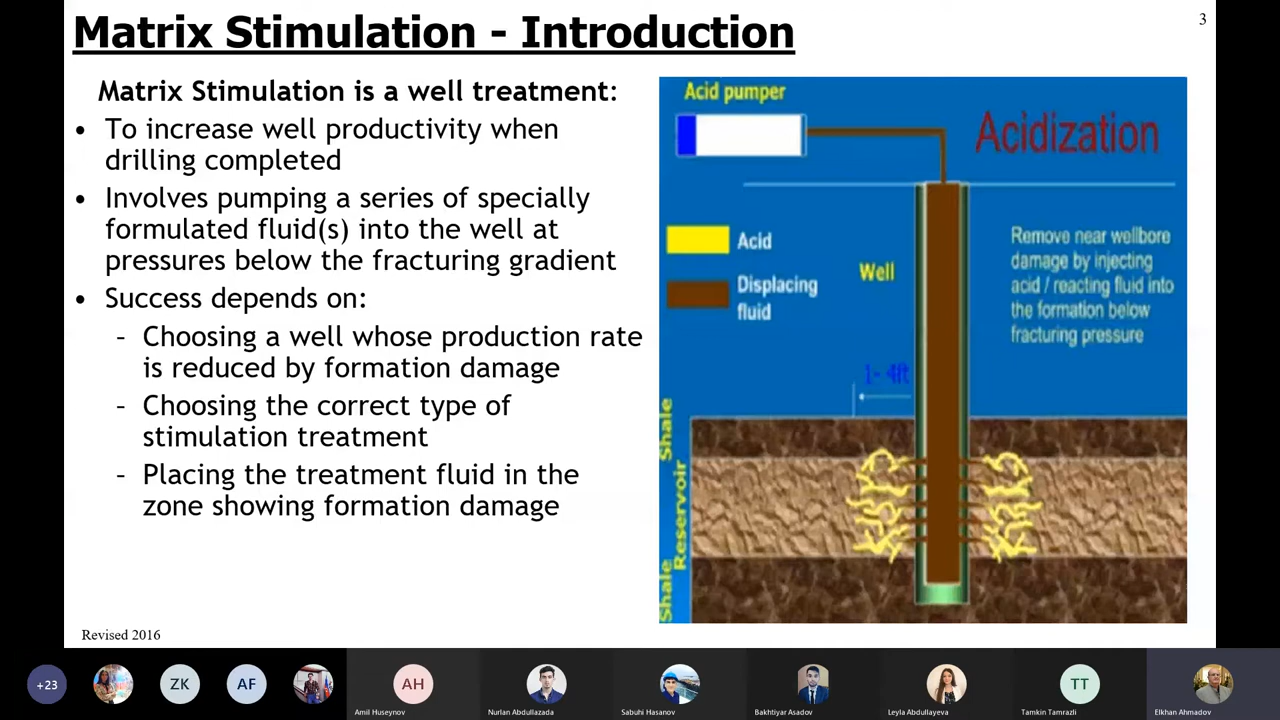 Matrix Stimulation - Introduction
3
Matrix Stimulation is a well treatment:
• To increase well productivity when
drilling completed
• Involves pumping a series of specially
formulated fluid(s) into the well at
pressures below the fracturing gradient
• Success depends on:
- Choosing a well whose production rate
is reduced by formation damage
- Choosing the correct type of
stimulation treatment
- Placing the treatment fluid in the
zone showing formation damage
Revised 2016
Acid pumper
Acidization
Acid
Displacing
fluid
Well
Remove near wellbore
damage by injecting
acid / reacting fluid into
the formation below
fracturing pressure
1- 4ft
Shale
Reservoir
Shale
+23
ZK
AF
AH
TT
Amil Huseynov
Nurlan Abdullazada
Sabuhi Hasanov
Bakhtiyar Asadov
Leyla Abdullayeva
Tamkin Tamrazli
Elkhan Ahmadov